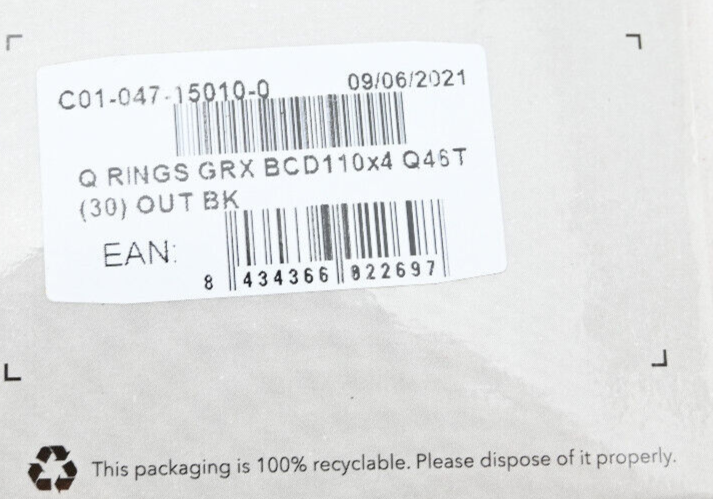 C01-047-15010-0 09/06/2021
Q RINGS GRX BCD110x4 Q46T
(30) OUT BK
EAN:
8 434366 822697
This packaging is 100% recyclable. Please dispose of it properly.